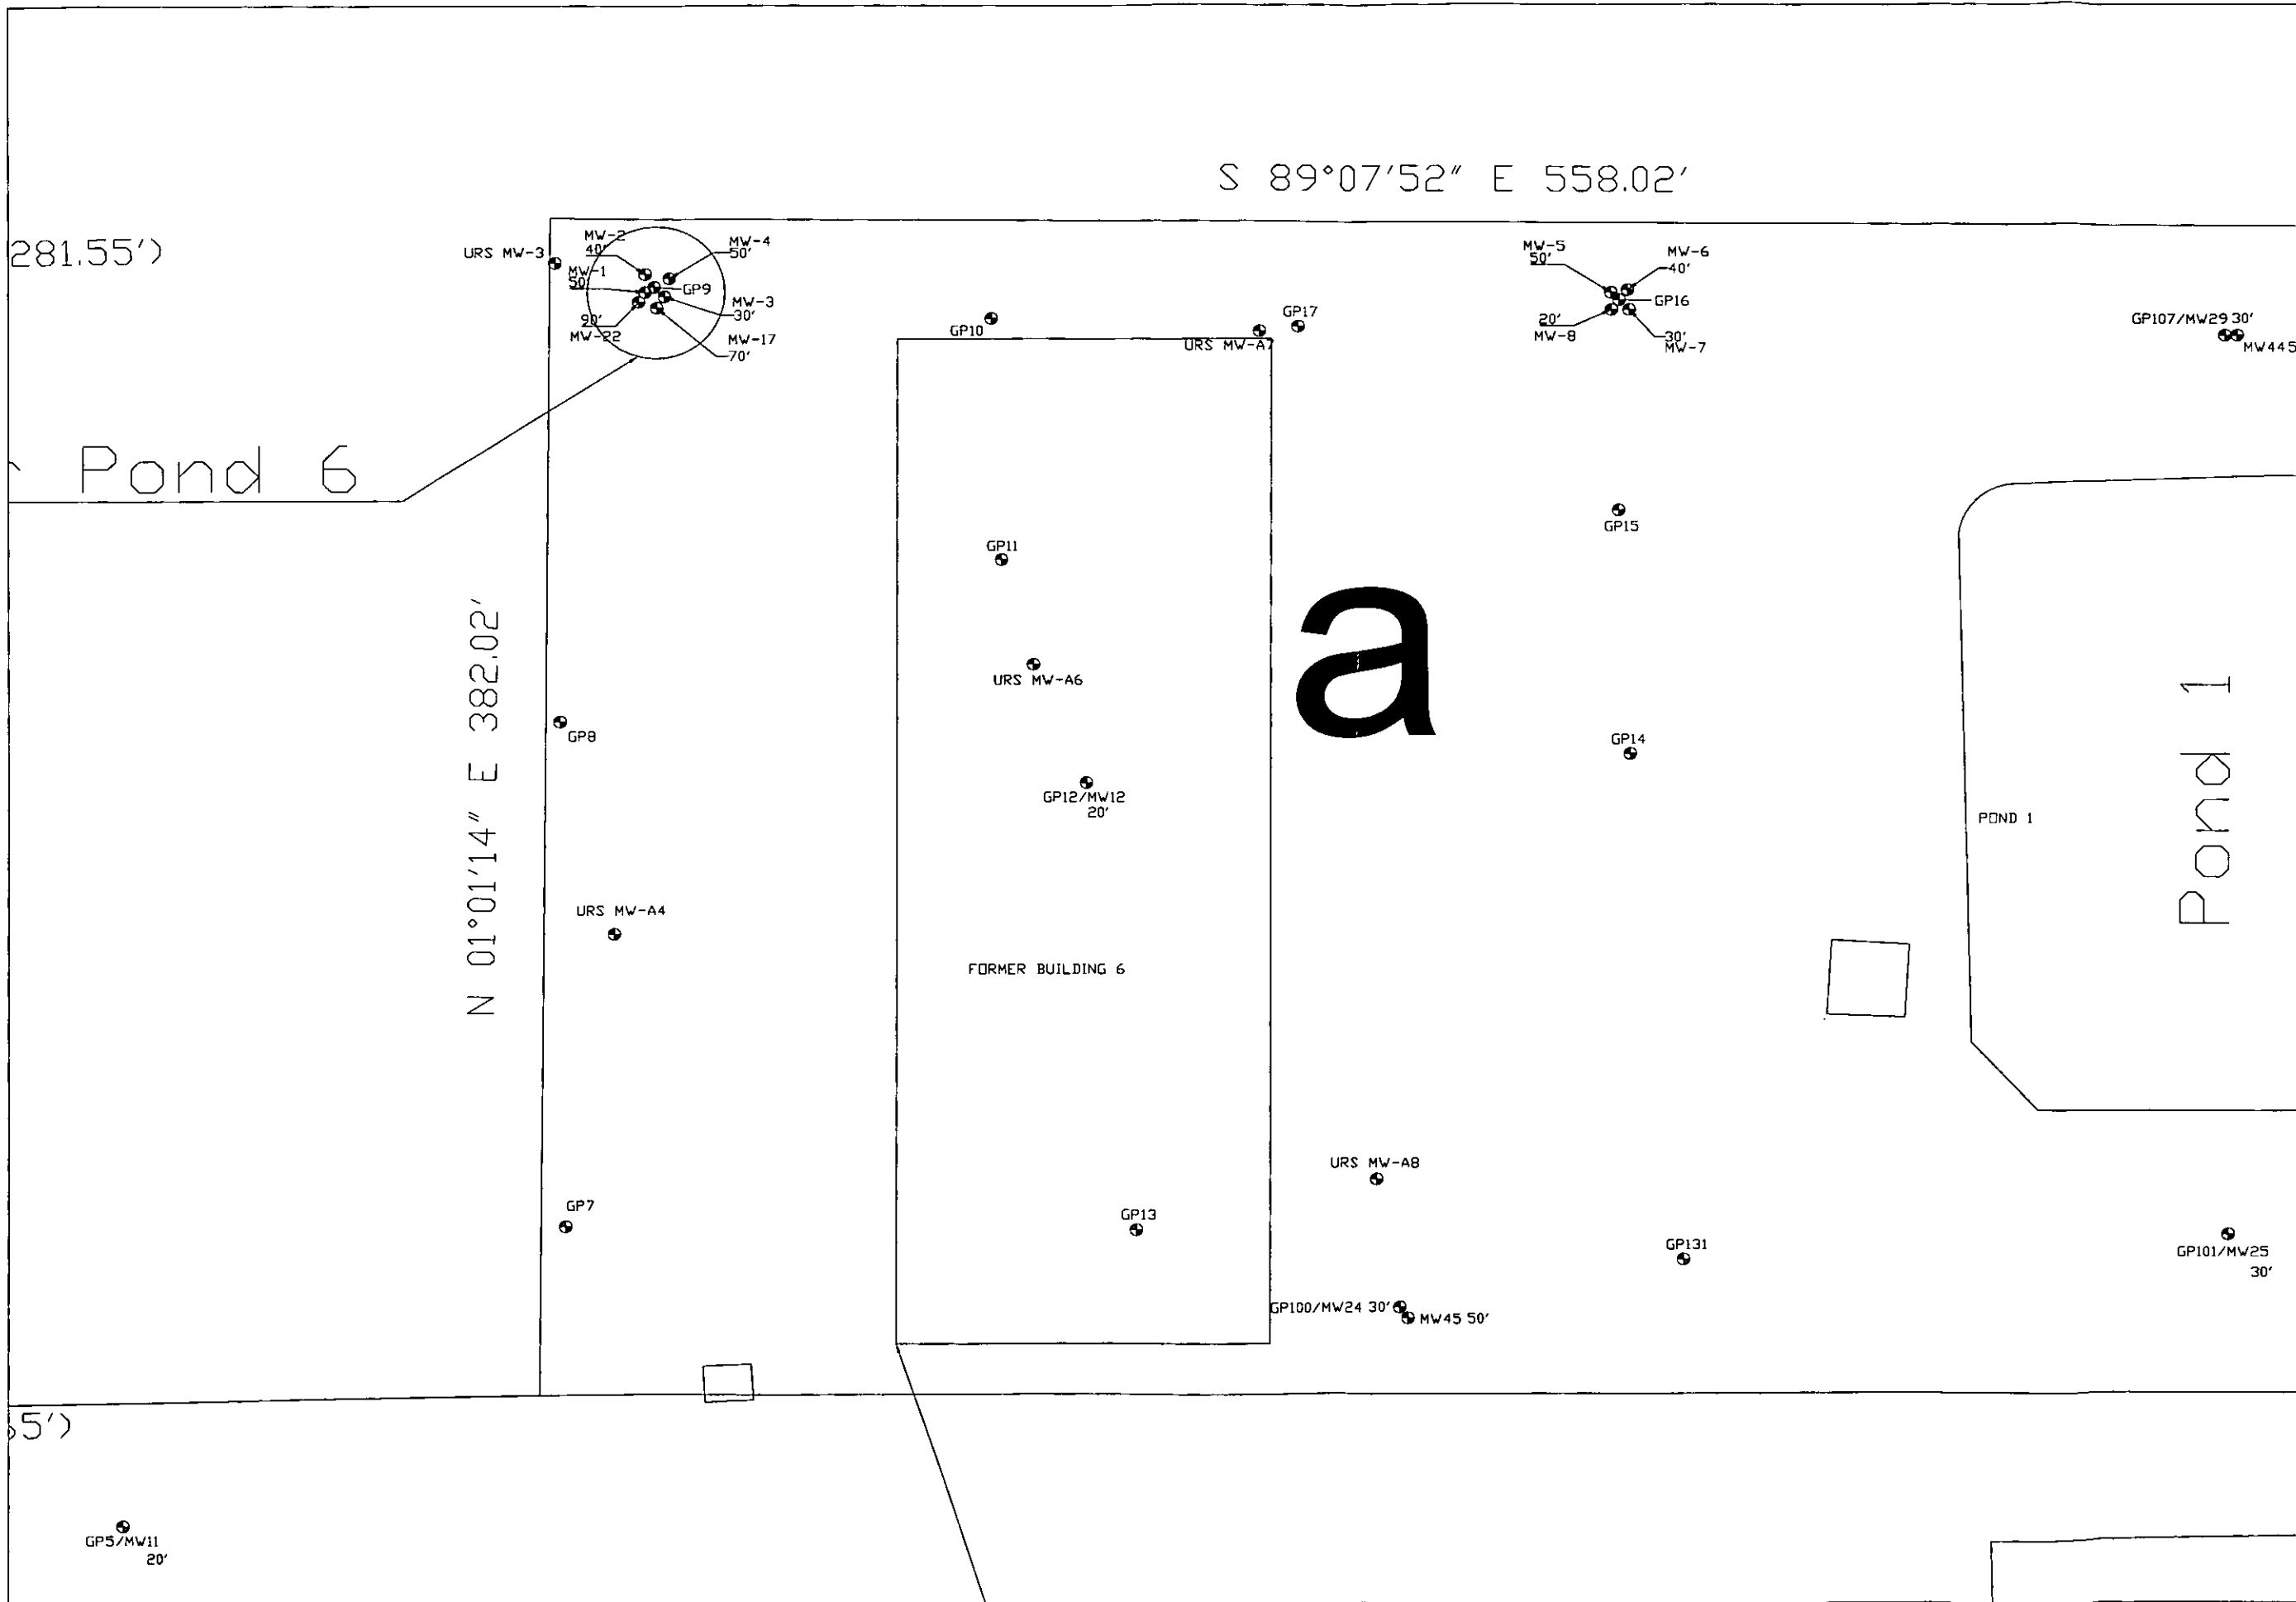 S 89°07'52" E 558.02'
281.55')
URS MW-3
MW-2
40'
MW-4
50'
MW-1
50'
GP9
MW-3
30'
90'
MW-22
MW-17
70'
GP10
URS MW-A7
GP17
MW-5
50'
MW-6
40'
GP16
20'
MW-8
30'
MW-7
GP107/MW29 30'
MW44 5
Pond 6
GP11
GP15
a
N 01°01'14" E 382.02'
URS MW-A6
GP8
GP14
GP12/MW12
20'
POND 1
Pond 1
URS MW-A4
FORMER BUILDING 6
URS MW-A8
GP7
GP13
GP131
GP101/MW25
30'
GP100/MW24 30'
MW45 50'
5')
GP5/MW11
20'